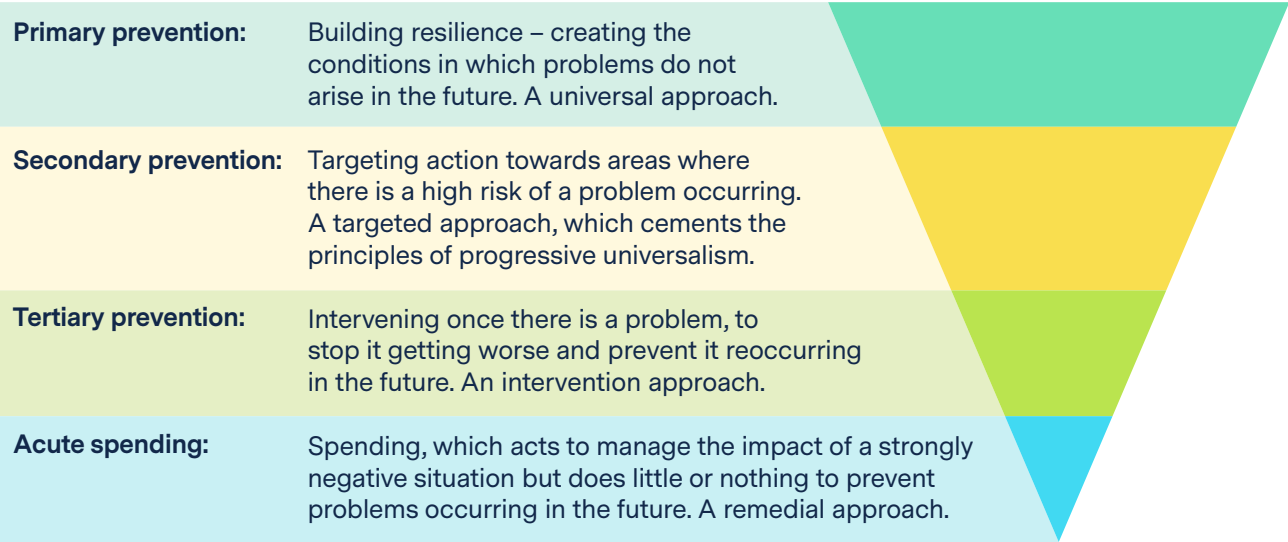 Primary prevention: Building resilience – creating the
conditions in which problems do not
arise in the future. A universal approach.
Secondary prevention: Targeting action towards areas where
there is a high risk of a problem occurring.
A targeted approach, which cements the
principles of progressive universalism.
Tertiary prevention: Intervening once there is a problem, to
stop it getting worse and prevent it reoccurring
in the future. An intervention approach.
Acute spending: Spending, which acts to manage the impact of a strongly
negative situation but does little or nothing to prevent
problems occurring in the future. A remedial approach.